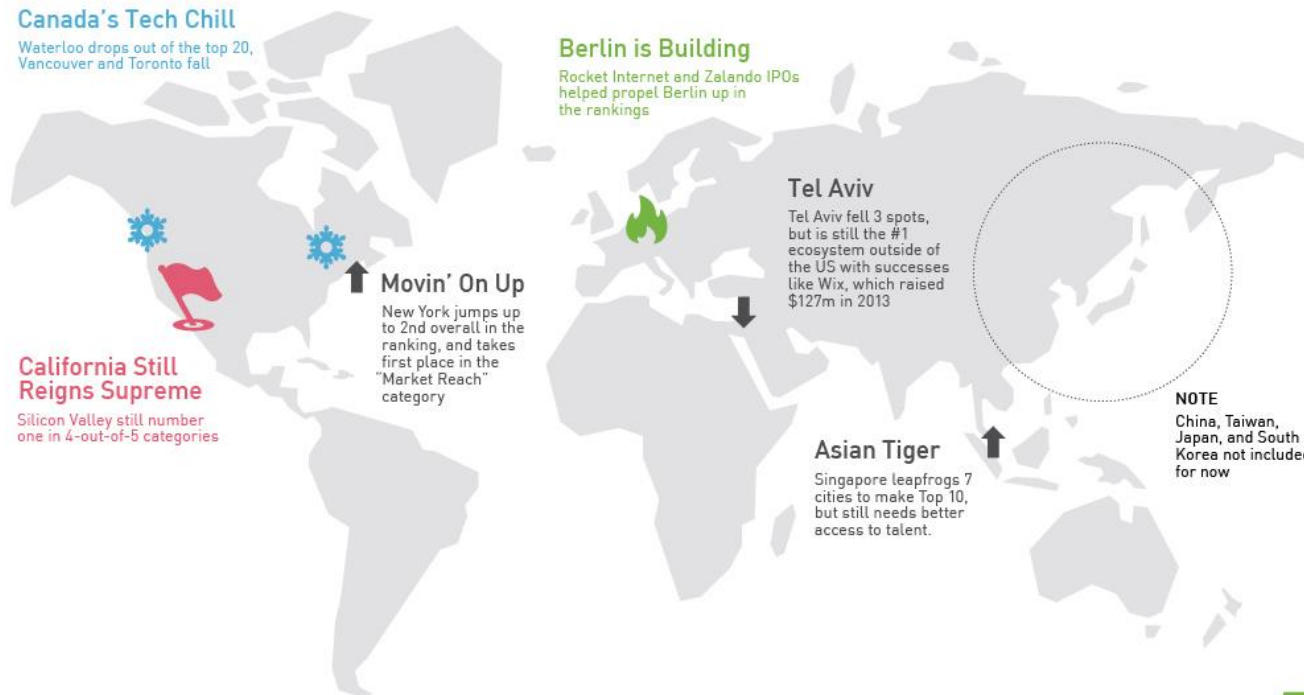 Canada's Tech Chill
Waterloo drops out of the top 20,
Vancouver and Toronto fall
Berlin is Building
Rocket Internet and Zalando IPOs
helped propel Berlin up in
the rankings
Tel Aviv
Tel Aviv fell 3 spots,
but is still the #1
ecosystem outside of
the US with successes
like Wix, which raised
$127m in 2013
Movin' On Up
New York jumps up
to 2nd overall in the
ranking, and takes
first place in the
"Market Reach"
category
California Still
Reigns Supreme
Silicon Valley still number
one in 4-out-of-5 categories
Asian Tiger
Singapore leapfrogs 7
cities to make Top 10,
but still needs better
access to talent.
NOTE
China, Taiwan,
Japan, and South
Korea not included
for now